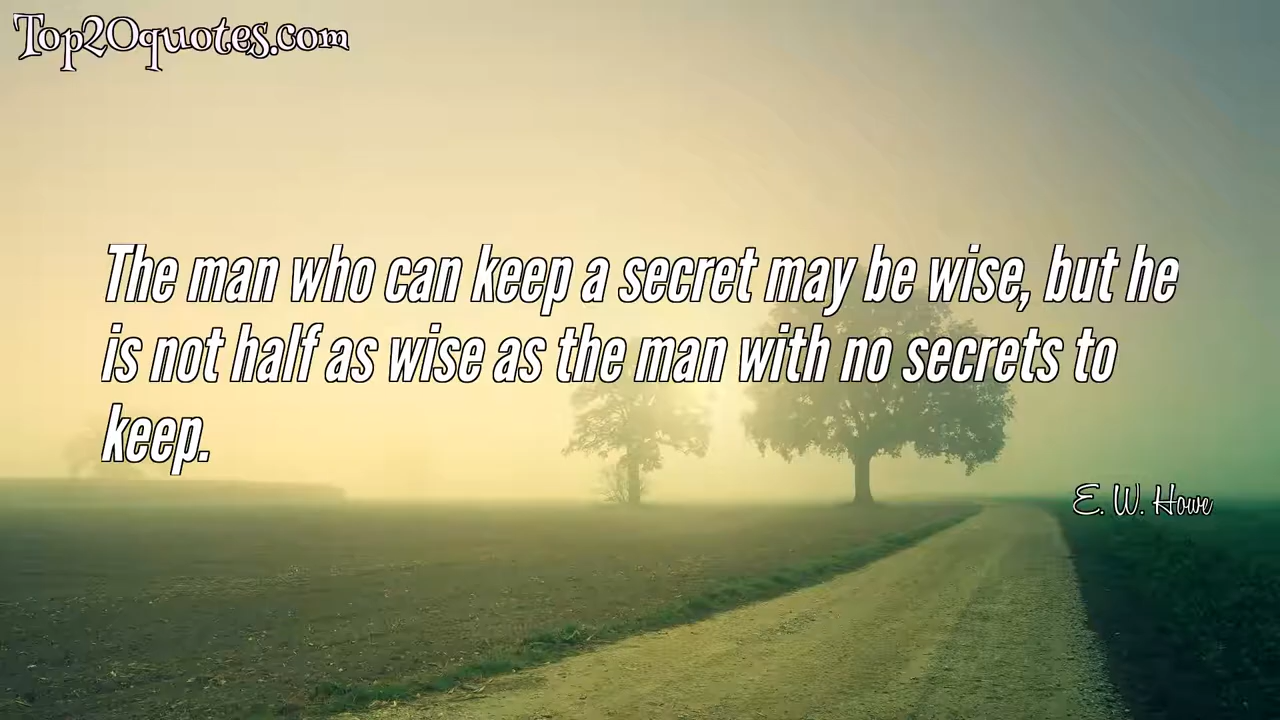 Top20quotes.com
The man who can keep a secret may be wise, but he
is not half as wise as the man with no secrets to
keep.
E. W. Howe